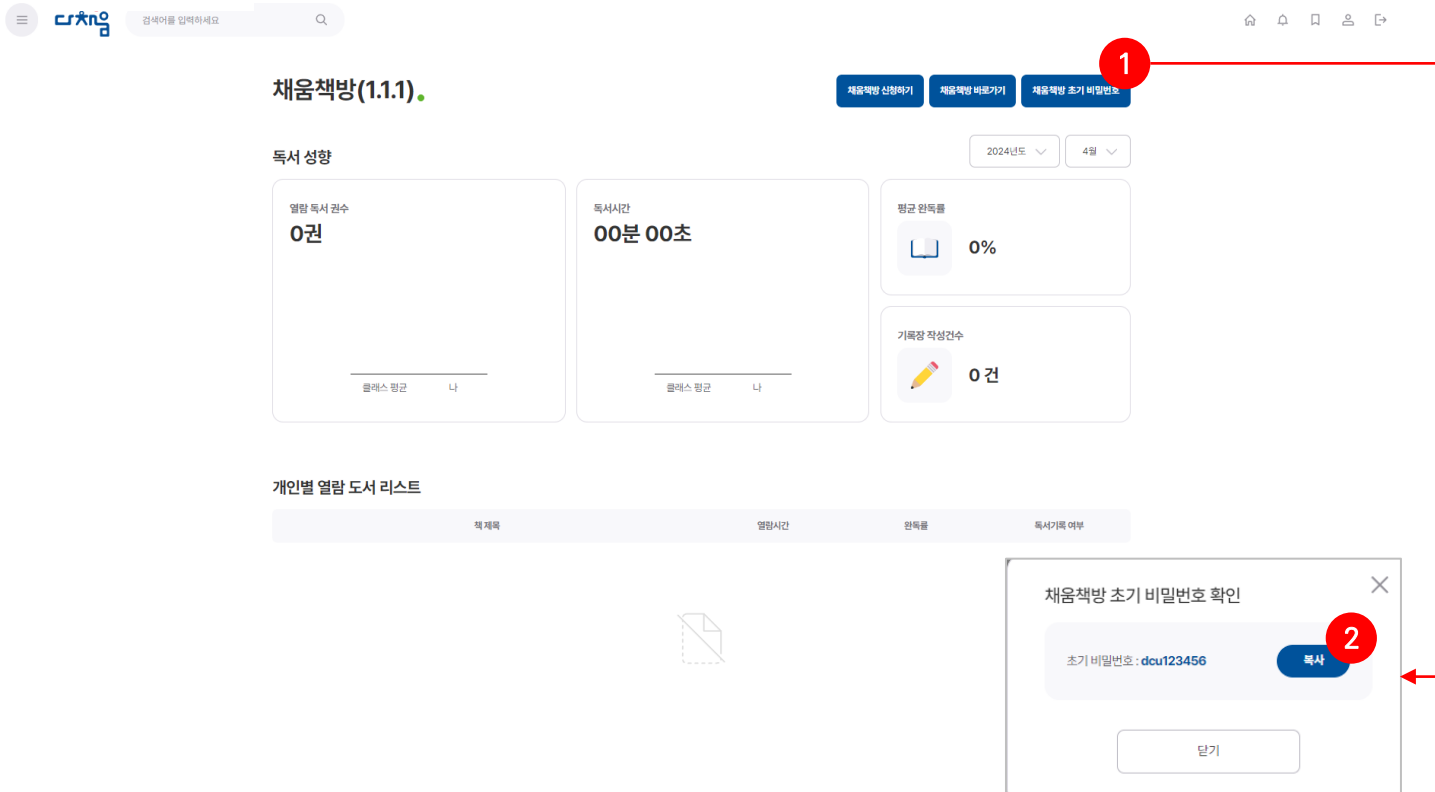 다채움
검색어를 입력하세요
1
채움책방(1.1.1)
채움책방 신청하기
채움책방 바로가기
채움책방 초기 비밀번호
독서 성향
2024년도
4월
열람 독서 권수
0권
클래스 평균 나
독서시간
00분 00초
클래스 평균 나
평균 완독률
0%
기록장 작성건수
0 건
개인별 열람 도서 리스트
책 제목 열람시간 완독률 독서기록 여부
채움책방 초기 비밀번호 확인
2
초기 비밀번호 : dcu123456
복사
닫기